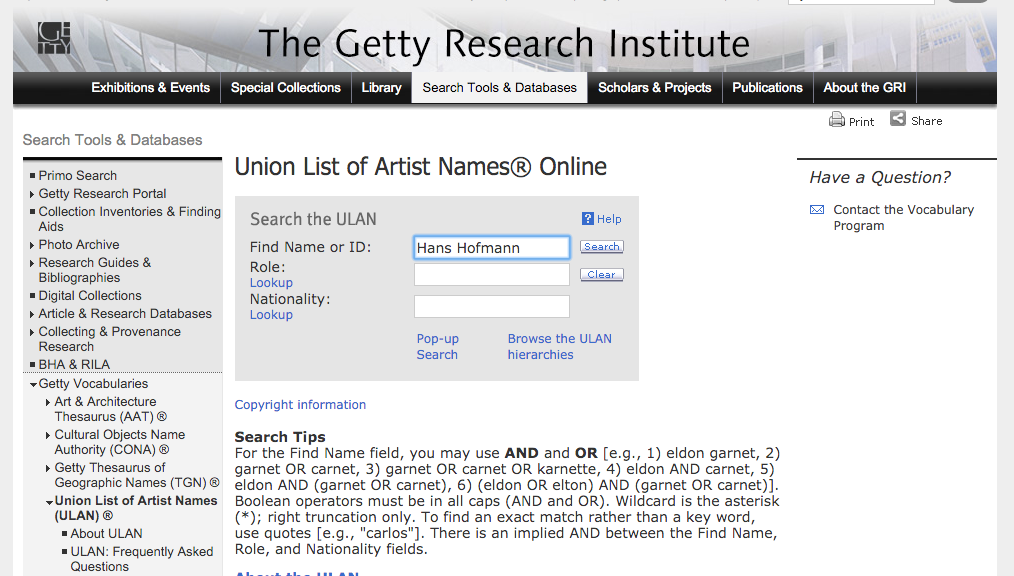 GETTY
The Getty Research Institute
Exhibitions & Events
Special Collections
Library
Search Tools & Databases
Scholars & Projects
Publications
About the GRI
Print
Share
Search Tools & Databases
Primo Search
Getty Research Portal
Collection Inventories & Finding
Aids
Photo Archive
Research Guides &
Bibliographies
Digital Collections
Article & Research Databases
Collecting & Provenance
Research
BHA & RILA
Getty Vocabularies
Art & Architecture
Thesaurus (AAT) ®
Cultural Objects Name
Authority (CONA) ®
Getty Thesaurus of
Geographic Names (TGN) ®
Union List of Artist Names
(ULAN) ®
About ULAN
ULAN: Frequently Asked
Questions
Union List of Artist Names® Online
Search the ULAN
? Help
Find Name or ID:
Hans Hofmann
Search
Role:
Lookup
Clear
Nationality:
Lookup
Pop-up
Search
Browse the ULAN
hierarchies
Copyright information
Search Tips
For the Find Name field, you may use AND and OR [e.g., 1) eldon garnet, 2)
garnet OR carnet, 3) garnet OR carnet OR karnette, 4) eldon AND carnet, 5)
eldon AND (garnet OR carnet), 6) (eldon OR elton) AND (garnet OR carnet)].
Boolean operators must be in all caps (AND and OR). Wildcard is the asterisk
(*); right truncation only. To find an exact match rather than a key word,
use quotes [e.g., "carlos"]. There is an implied AND between the Find Name,
Role, and Nationality fields.
About the ULAN
Have a Question?
Contact the Vocabulary
Program